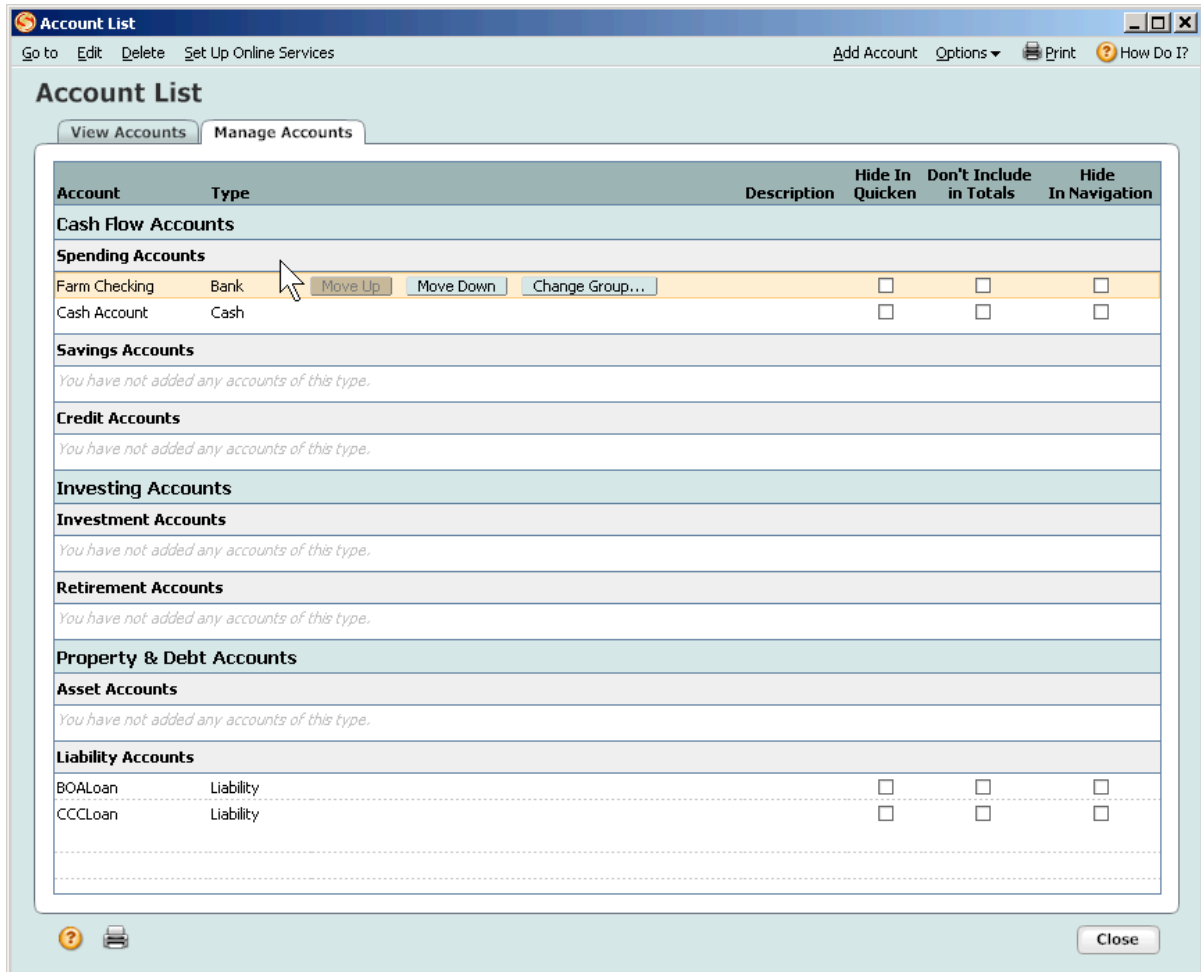 Account List
Go to Edit Delete Set Up Online Services Add Account Options Print How Do I?
Account List
View Accounts Manage Accounts
Account Type Description Hide In Quicken Don't Include in Totals Hide In Navigation
Cash Flow Accounts
Spending Accounts
Farm Checking Bank Move Up Move Down Change Group...
Cash Account Cash
Savings Accounts
You have not added any accounts of this type.
Credit Accounts
You have not added any accounts of this type.
Investing Accounts
Investment Accounts
You have not added any accounts of this type.
Retirement Accounts
You have not added any accounts of this type.
Property & Debt Accounts
Asset Accounts
You have not added any accounts of this type.
Liability Accounts
BOALoan Liability
CCCLoan Liability
Close